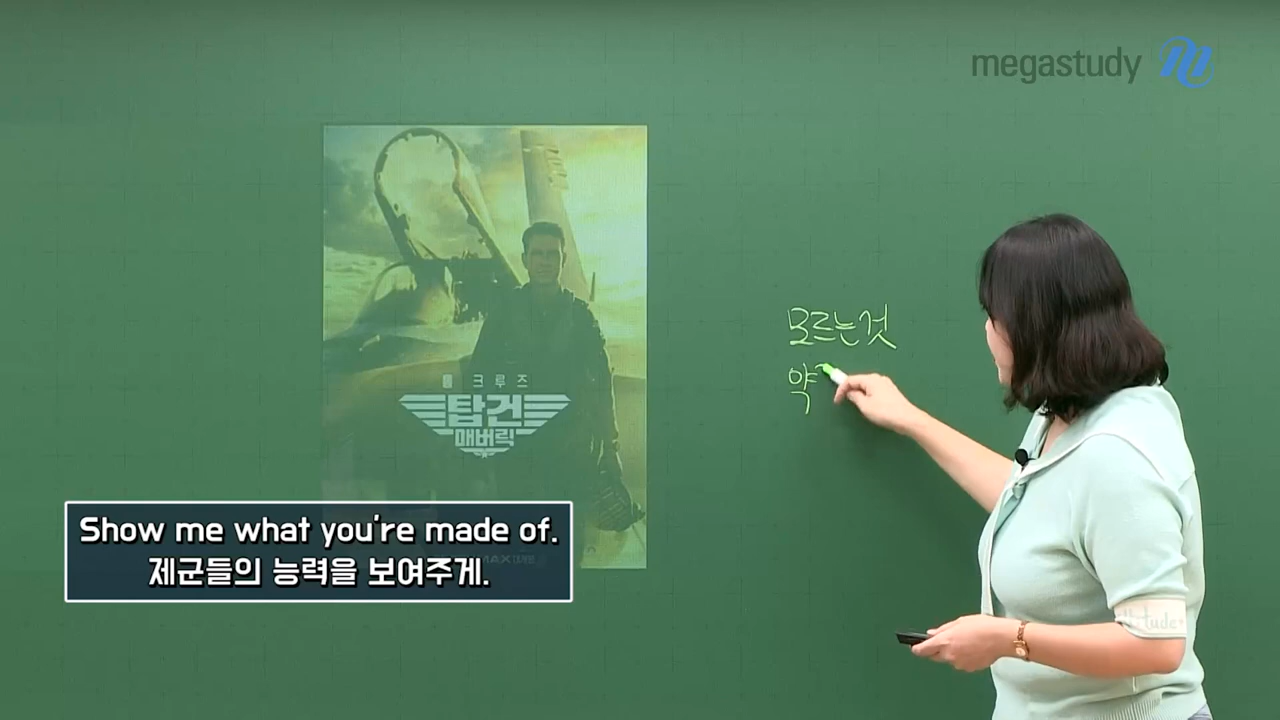 megastudy
톰 크루즈
탑건
매버릭
모르는것
약
Show me what you're made of.
제군들의 능력을 보여주게.